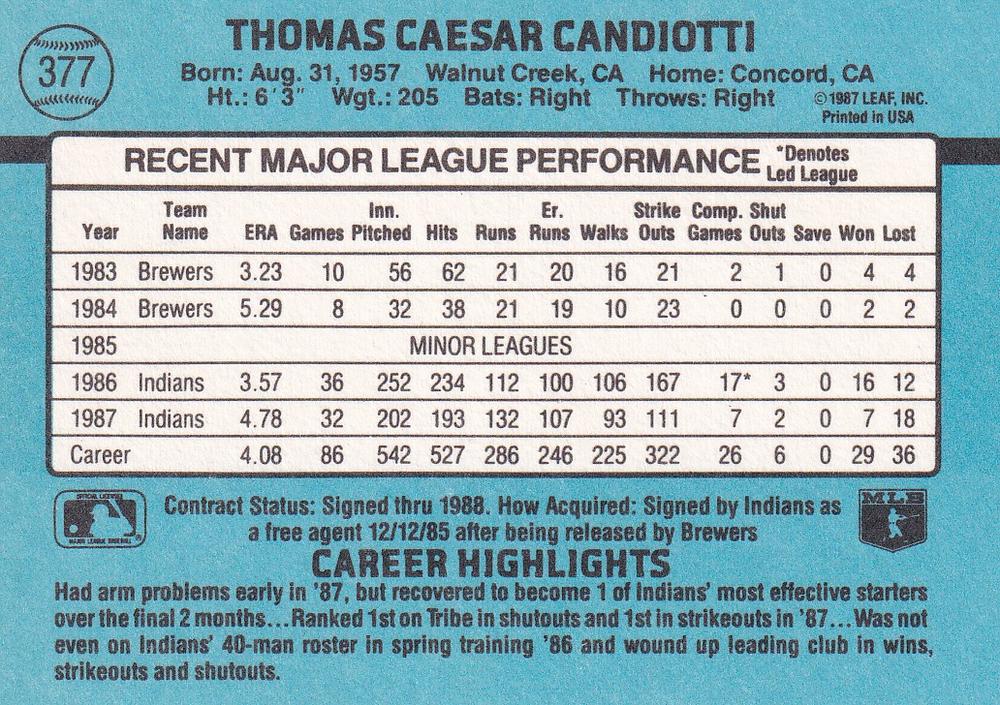 377
THOMAS CAESAR CANDIOTTI
Born: Aug. 31, 1957 Walnut Creek, CA Home: Concord, CA
Ht.: 6'3" Wgt.: 205 Bats: Right Throws: Right ©1987 LEAF, INC.
Printed in USA
RECENT MAJOR LEAGUE PERFORMANCE *Denotes
Led League
Team Inn. Er. Strike Comp. Shut
Year Name ERA Games Pitched Hits Runs Runs Walks Outs Games Outs Save Won Lost
1983 Brewers 3.23 10 56 62 21 20 16 21 2 1 0 4 4
1984 Brewers 5.29 8 32 38 21 19 10 23 0 0 0 2 2
1985 MINOR LEAGUES
1986 Indians 3.57 36 252 234 112 100 106 167 17* 3 0 16 12
1987 Indians 4.78 32 202 193 132 107 93 111 7 2 0 7 18
Career 4.08 86 542 527 286 246 225 322 26 6 0 29 36
OFFICIAL LICENSEE
MAJOR LEAGUE BASEBALL
MLB
Contract Status: Signed thru 1988. How Acquired: Signed by Indians as
a free agent 12/12/85 after being released by Brewers
CAREER HIGHLIGHTS
Had arm problems early in '87, but recovered to become 1 of Indians' most effective starters
over the final 2 months...Ranked 1st on Tribe in shutouts and 1st in strikeouts in '87...Was not
even on Indians' 40-man roster in spring training '86 and wound up leading club in wins,
strikeouts and shutouts.